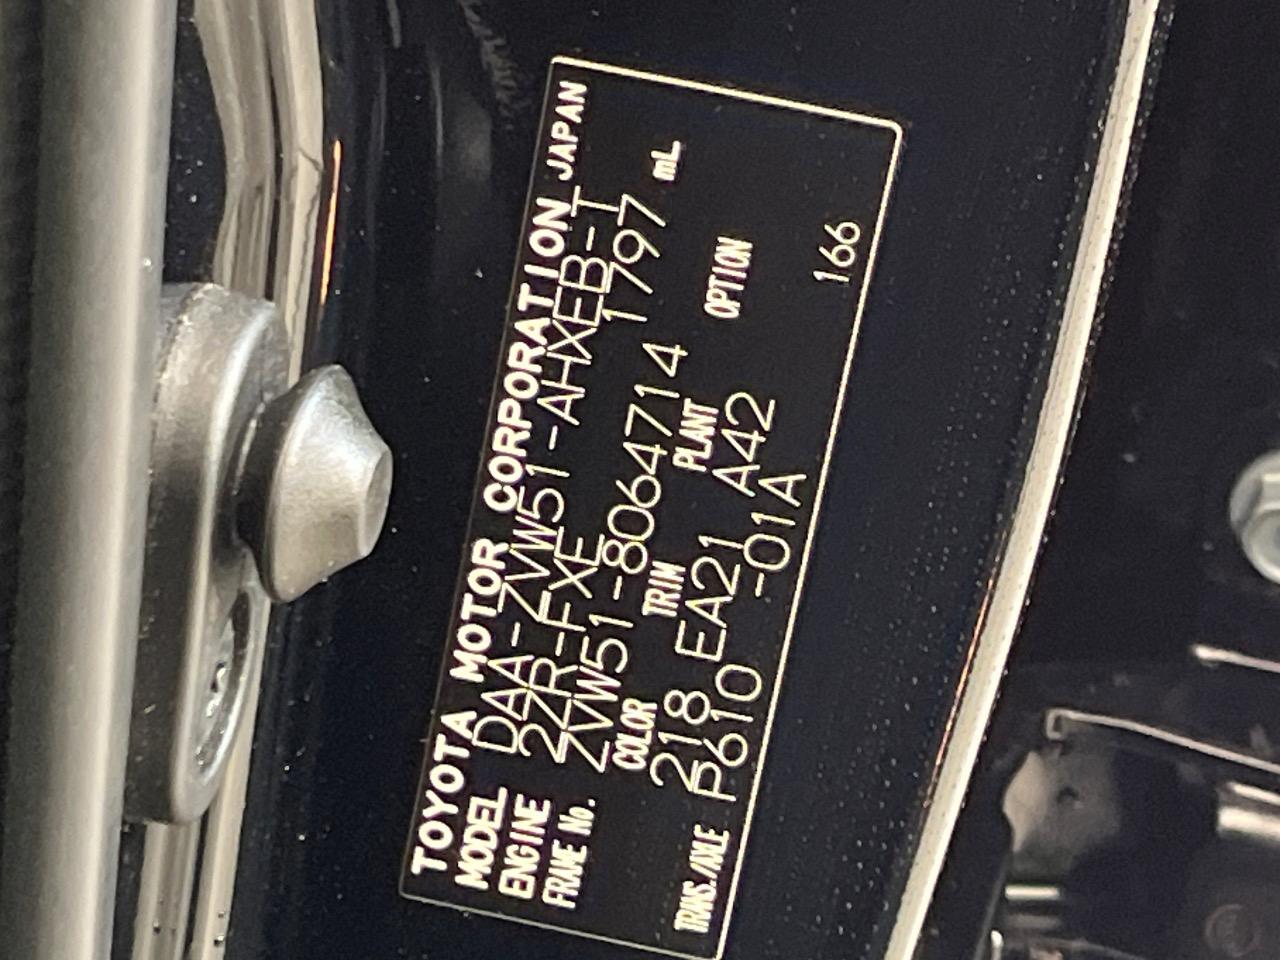 TOYOTA MOTOR CORPORATION JAPAN
MODEL DAA-ZVW51-AHXEB-T
ENGINE 2ZR-FXE 1797 mL
FRAME No. ZVW51-8064714
COLOR TRIM PLANT OPTION
218 EA21 A42
TRANS./AXLE P610 -01A 166